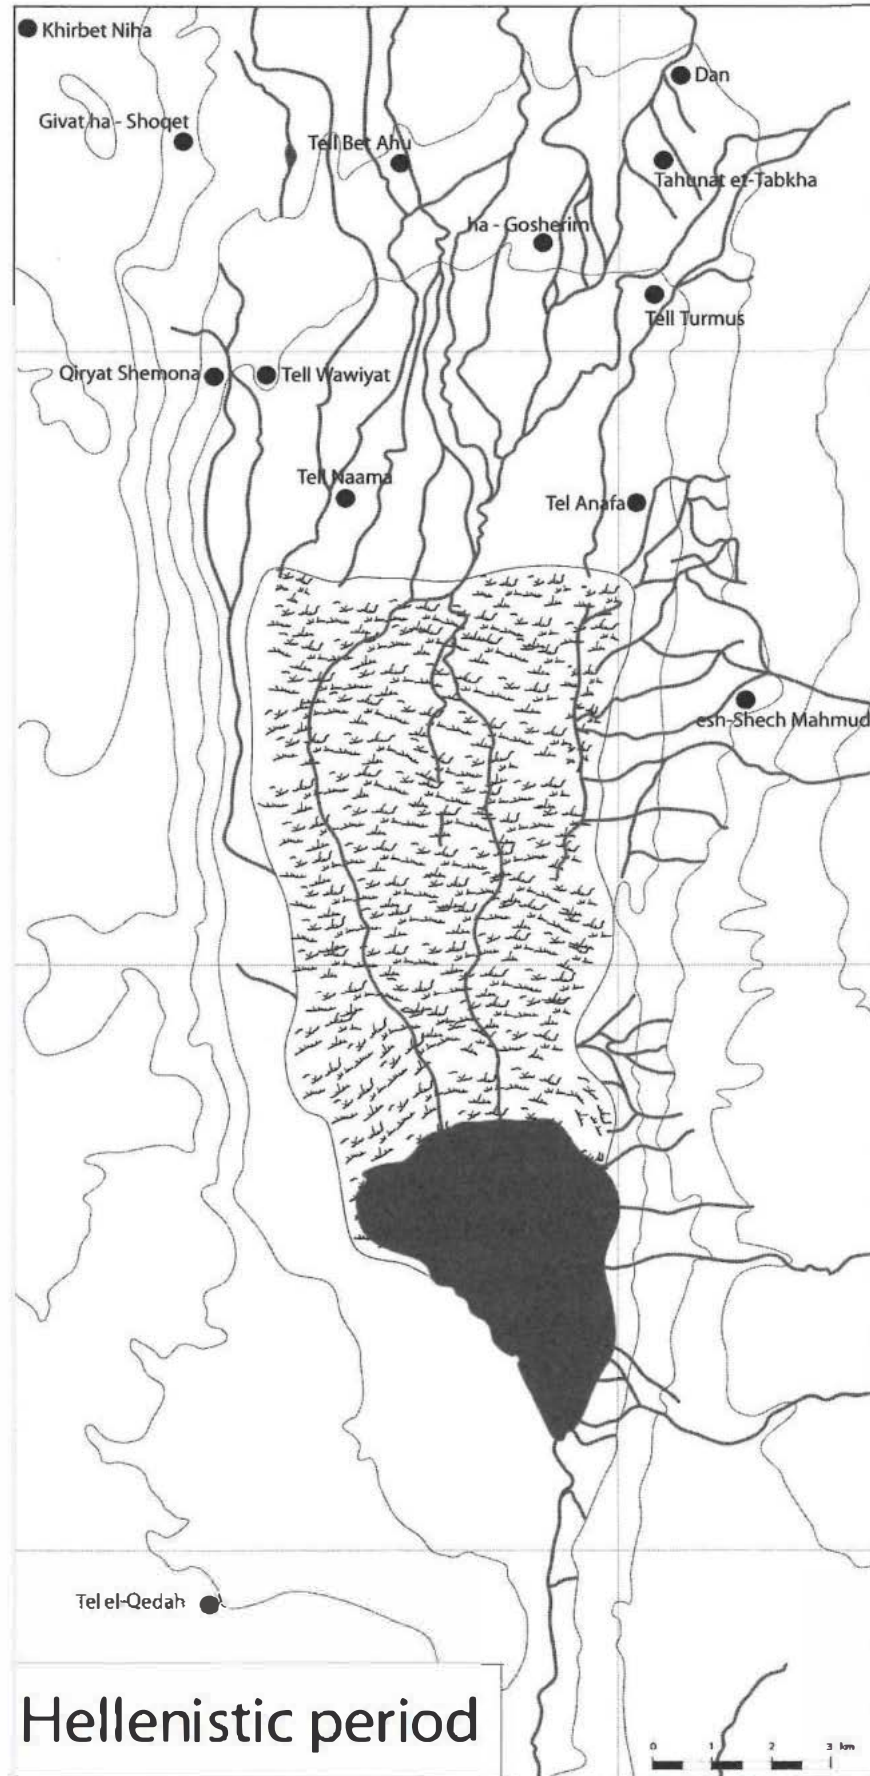 Khirbet Niha
Dan
Givat ha - Shoqet
Tell Bet Ahu
Tahunat et-Tabkha
ha - Gosherim
Tell Turmus
Qiryat Shemona
Tell Wawiyat
Tell Naama
Tel Anafa
esh-Shech Mahmud
Tel el-Qedah
Hellenistic period
0 1 2 3 km